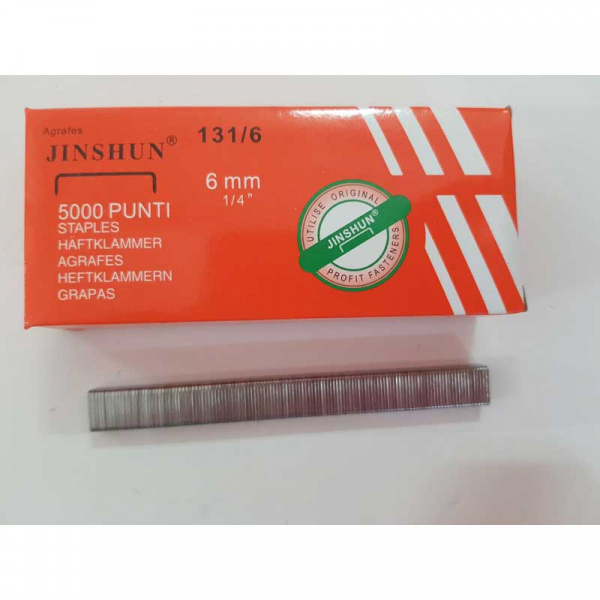 Agrafes
JINSHUN® 131/6
6 mm
1/4"
5000 PUNTI
STAPLES
HAFTKLAMMER
AGRAFES
HEFTKLAMMERN
GRAPAS
UTILISE ORIGINAL
JINSHUN®
PROFIT FASTENERS